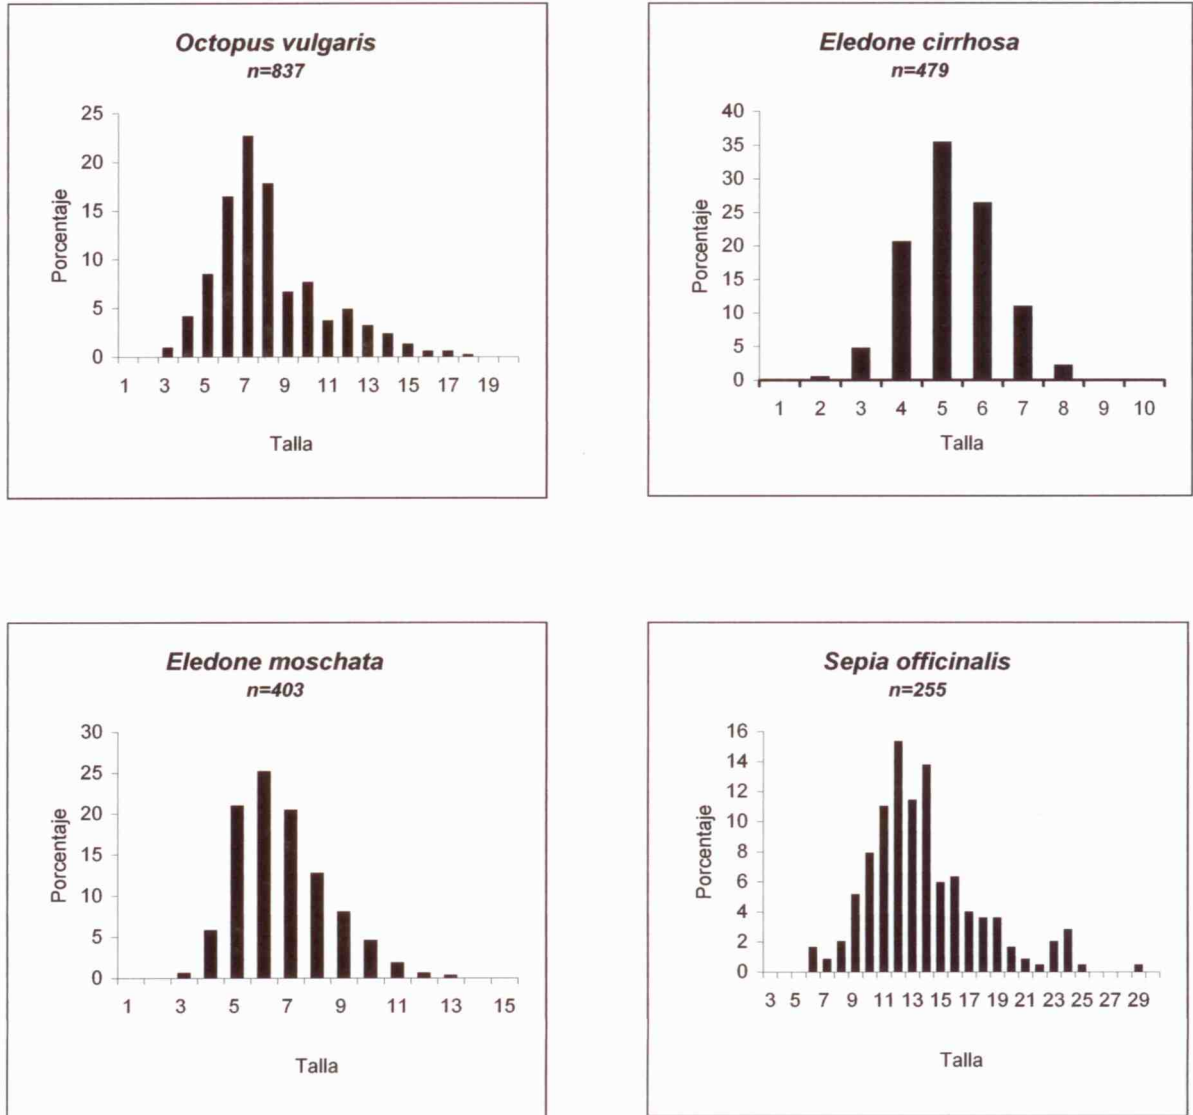 Octopus vulgaris
n=837
25
20
15
10
5
0
Porcentaje
1 3 5 7 9 11 13 15 17 19
Talla
Eledone cirrhosa
n=479
40
35
30
25
20
15
10
5
0
Porcentaje
1 2 3 4 5 6 7 8 9 10
Talla
Eledone moschata
n=403
30
25
20
15
10
5
0
Porcentaje
1 3 5 7 9 11 13 15
Talla
Sepia officinalis
n=255
16
14
12
10
8
6
4
2
0
Porcentaje
3 5 7 9 11 13 15 17 19 21 23 25 27 29
Talla